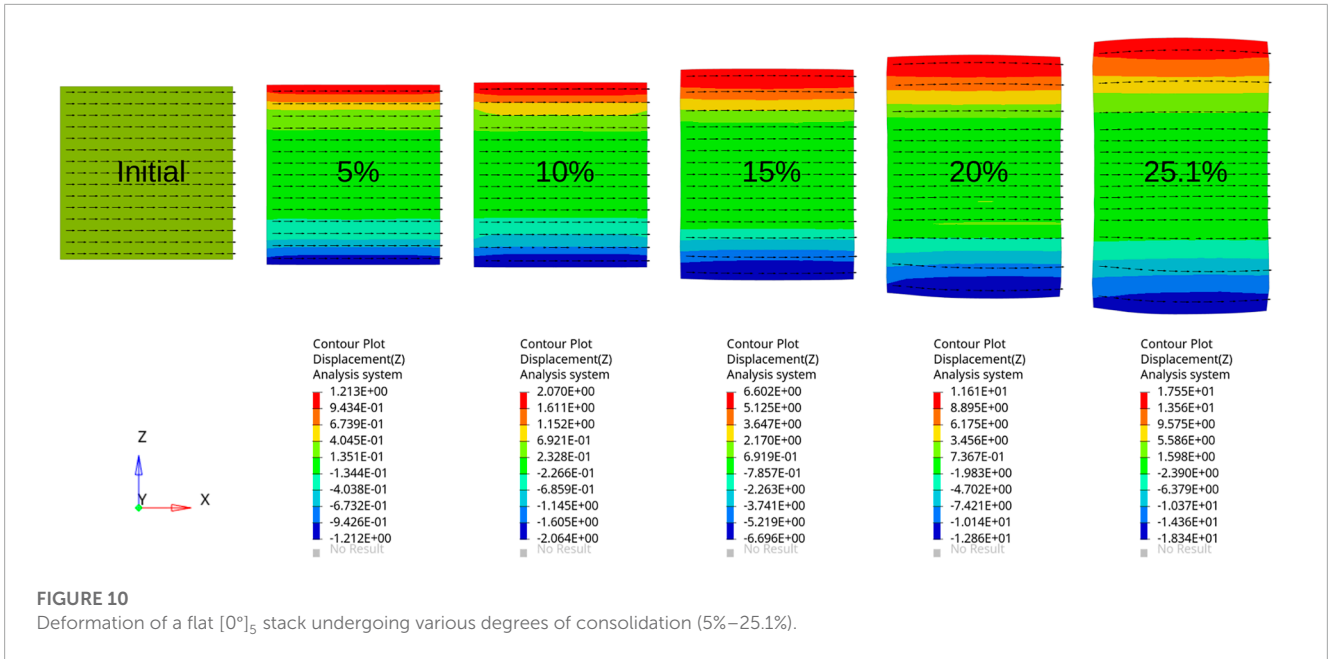 Initial
5%
10%
15%
20%
25.1%
Contour Plot
Displacement(Z)
Analysis system
1.213E+00
9.434E-01
6.739E-01
4.045E-01
1.351E-01
-1.344E-01
-4.038E-01
-6.732E-01
-9.426E-01
-1.212E+00
No Result
Contour Plot
Displacement(Z)
Analysis system
2.070E+00
1.611E+00
1.152E+00
6.921E-01
2.328E-01
-2.266E-01
-6.859E-01
-1.145E+00
-1.605E+00
-2.064E+00
No Result
Contour Plot
Displacement(Z)
Analysis system
6.602E+00
5.125E+00
3.647E+00
2.170E+00
6.919E-01
-7.857E-01
-2.263E+00
-3.741E+00
-5.219E+00
-6.696E+00
No Result
Contour Plot
Displacement(Z)
Analysis system
1.161E+01
8.895E+00
6.175E+00
3.456E+00
7.367E-01
-1.983E+00
-4.702E+00
-7.421E+00
-1.014E+01
-1.286E+01
No Result
Contour Plot
Displacement(Z)
Analysis system
1.755E+01
1.356E+01
9.575E+00
5.586E+00
1.598E+00
-2.390E+00
-6.379E+00
-1.037E+01
-1.436E+01
-1.834E+01
No Result
Z
Y
X
FIGURE 10
Deformation of a flat [0°]₅ stack undergoing various degrees of consolidation (5%–25.1%).